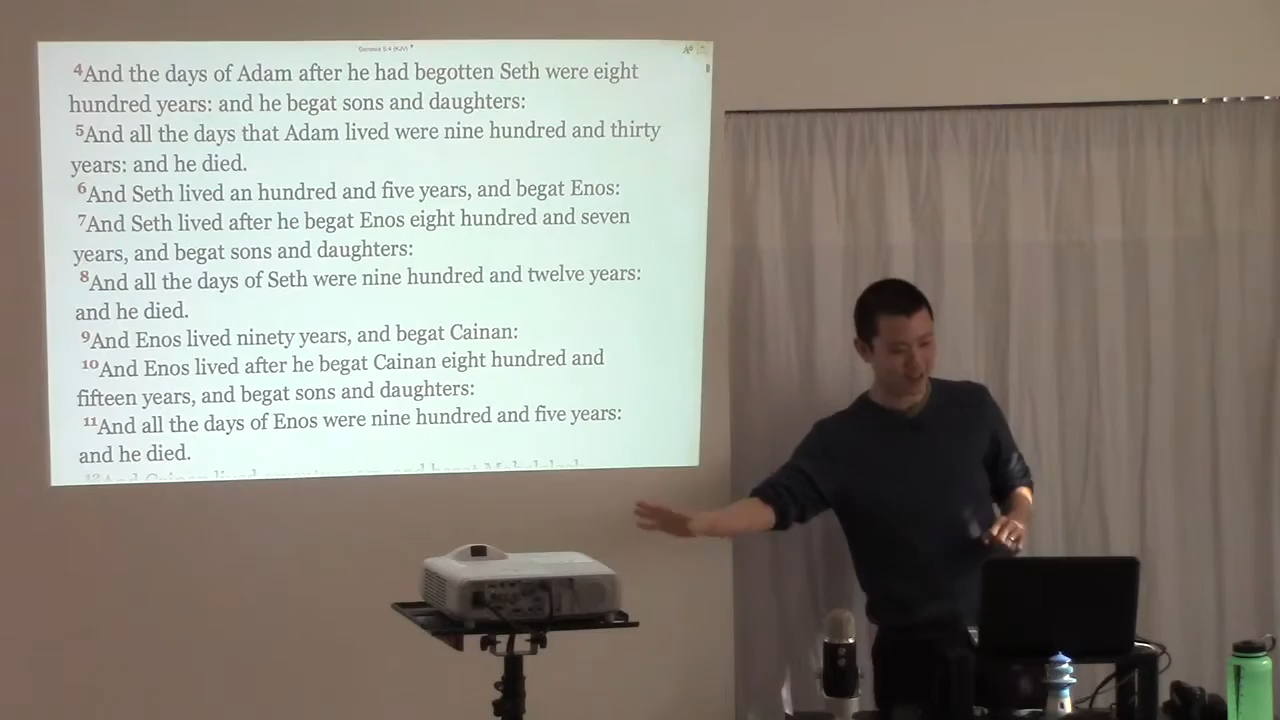 Genesis 5:4 (KJV)
4And the days of Adam after he had begotten Seth were eight
hundred years: and he begat sons and daughters:
5And all the days that Adam lived were nine hundred and thirty
years: and he died.
6And Seth lived an hundred and five years, and begat Enos:
7And Seth lived after he begat Enos eight hundred and seven
years, and begat sons and daughters:
8And all the days of Seth were nine hundred and twelve years:
and he died.
9And Enos lived ninety years, and begat Cainan:
10And Enos lived after he begat Cainan eight hundred and
fifteen years, and begat sons and daughters:
11And all the days of Enos were nine hundred and five years:
and he died.